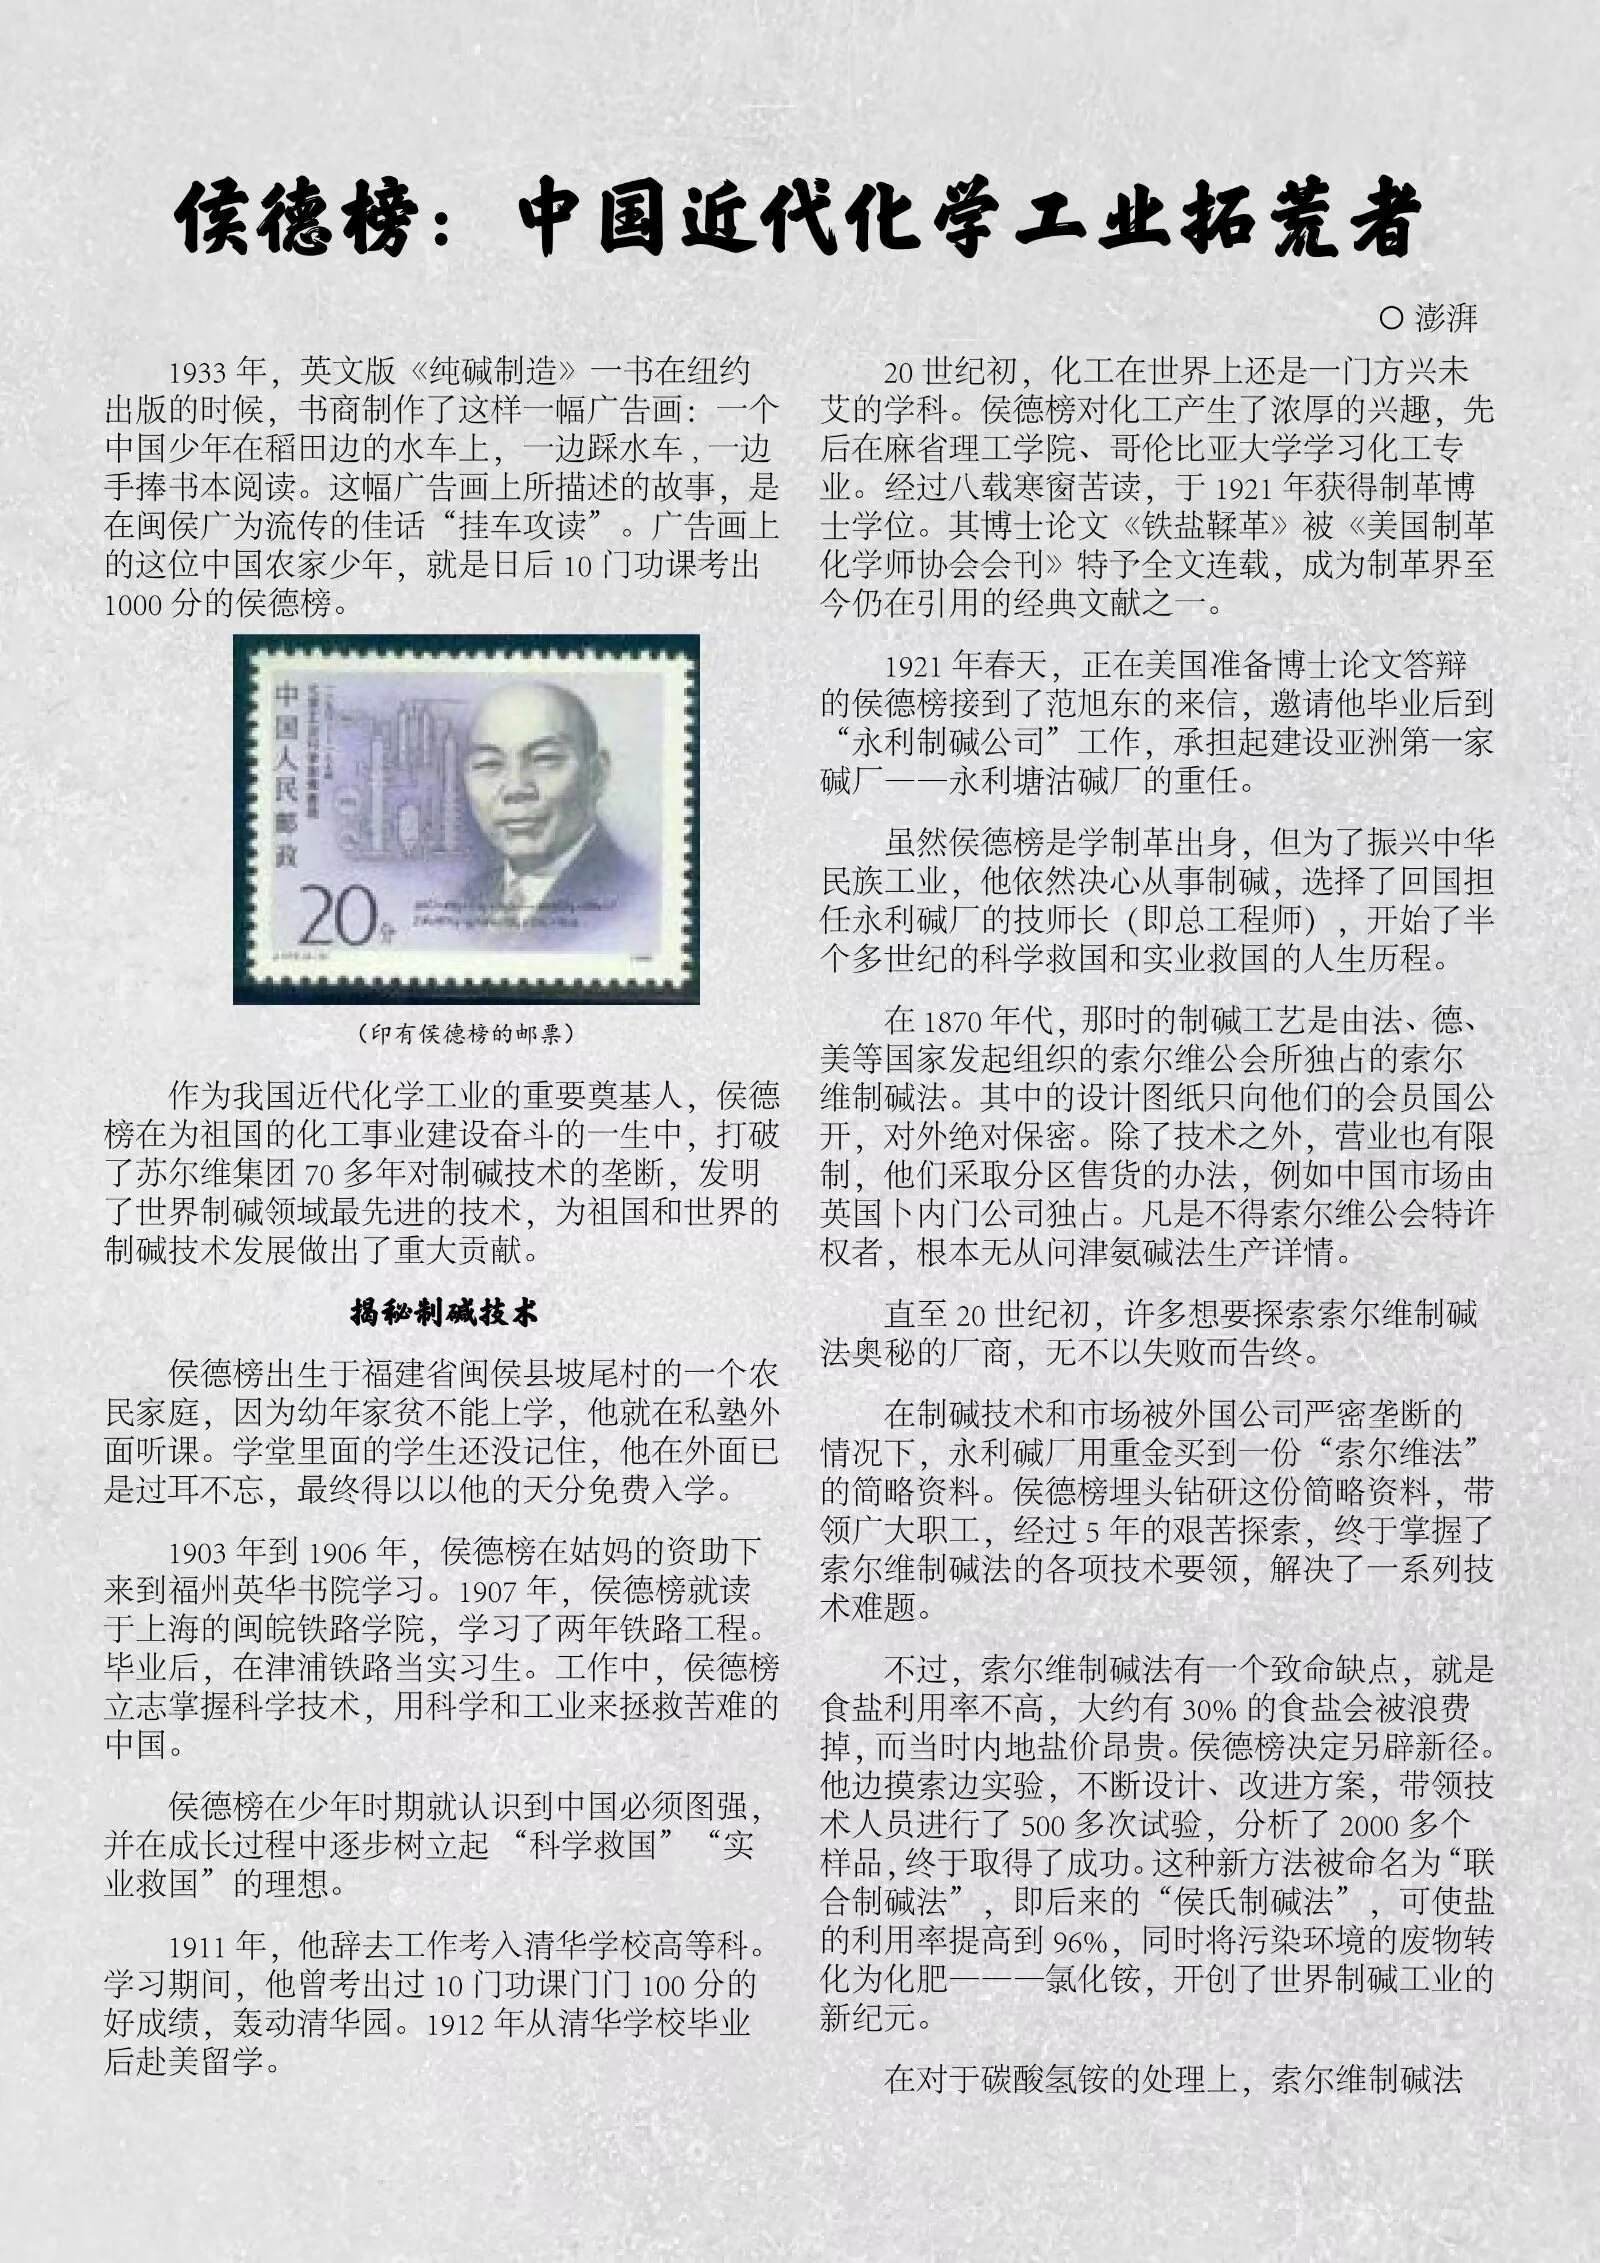 侯德榜：中国近代化学工业拓荒者
○ 澎湃
1933 年，英文版《纯碱制造》一书在纽约
出版的时候，书商制作了这样一幅广告画：一个
中国少年在稻田边的水车上，一边踩水车 , 一边
手捧书本阅读。这幅广告画上所描述的故事，是
在闽侯广为流传的佳话“挂车攻读”。广告画上
的这位中国农家少年，就是日后 10 门功课考出
1000 分的侯德榜。
中国人民邮政
20分
（印有侯德榜的邮票）
作为我国近代化学工业的重要奠基人，侯德
榜在为祖国的化工事业建设奋斗的一生中，打破
了苏尔维集团 70 多年对制碱技术的垄断，发明
了世界制碱领域最先进的技术，为祖国和世界的
制碱技术发展做出了重大贡献。
揭秘制碱技术
侯德榜出生于福建省闽侯县坡尾村的一个农
民家庭，因为幼年家贫不能上学，他就在私塾外
面听课。学堂里面的学生还没记住，他在外面已
是过耳不忘，最终得以以他的天分免费入学。
1903 年到 1906 年，侯德榜在姑妈的资助下
来到福州英华书院学习。1907 年，侯德榜就读
于上海的闽皖铁路学院，学习了两年铁路工程。
毕业后，在津浦铁路当实习生。工作中，侯德榜
立志掌握科学技术，用科学和工业来拯救苦难的
中国。
侯德榜在少年时期就认识到中国必须图强，
并在成长过程中逐步树立起 “科学救国” “实
业救国”的理想。
1911 年，他辞去工作考入清华学校高等科。
学习期间，他曾考出过 10 门功课门门 100 分的
好成绩，轰动清华园。1912 年从清华学校毕业
后赴美留学。
20 世纪初，化工在世界上还是一门方兴未
艾的学科。侯德榜对化工产生了浓厚的兴趣，先
后在麻省理工学院、哥伦比亚大学学习化工专
业。经过八载寒窗苦读，于 1921 年获得制革博
士学位。其博士论文《铁盐鞣革》被《美国制革
化学师协会会刊》特予全文连载，成为制革界至
今仍在引用的经典文献之一。
1921 年春天，正在美国准备博士论文答辩
的侯德榜接到了范旭东的来信，邀请他毕业后到
“永利制碱公司”工作，承担起建设亚洲第一家
碱厂——永利塘沽碱厂的重任。
虽然侯德榜是学制革出身，但为了振兴中华
民族工业，他依然决心从事制碱，选择了回国担
任永利碱厂的技师长（即总工程师），开始了半
个多世纪的科学救国和实业救国的人生历程。
在 1870 年代，那时的制碱工艺是由法、德、
美等国家发起组织的索尔维公会所独占的索尔
维制碱法。其中的设计图纸只向他们的会员国公
开，对外绝对保密。除了技术之外，营业也有限
制，他们采取分区售货的办法，例如中国市场由
英国卜内门公司独占。凡是不得索尔维公会特许
权者，根本无从问津氨碱法生产详情。
直至 20 世纪初，许多想要探索索尔维制碱
法奥秘的厂商，无不以失败而告终。
在制碱技术和市场被外国公司严密垄断的
情况下，永利碱厂用重金买到一份“索尔维法”
的简略资料。侯德榜埋头钻研这份简略资料，带
领广大职工，经过 5 年的艰苦探索，终于掌握了
索尔维制碱法的各项技术要领，解决了一系列技
术难题。
不过，索尔维制碱法有一个致命缺点，就是
食盐利用率不高，大约有 30% 的食盐会被浪费
掉，而当时内地盐价昂贵。侯德榜决定另辟新径。
他边摸索边实验，不断设计、改进方案，带领技
术人员进行了 500 多次试验，分析了 2000 多个
样品，终于取得了成功。这种新方法被命名为“联
合制碱法”，即后来的“侯氏制碱法”，可使盐
的利用率提高到 96%，同时将污染环境的废物转
化为化肥———氯化铵，开创了世界制碱工业的
新纪元。
在对于碳酸氢铵的处理上，索尔维制碱法